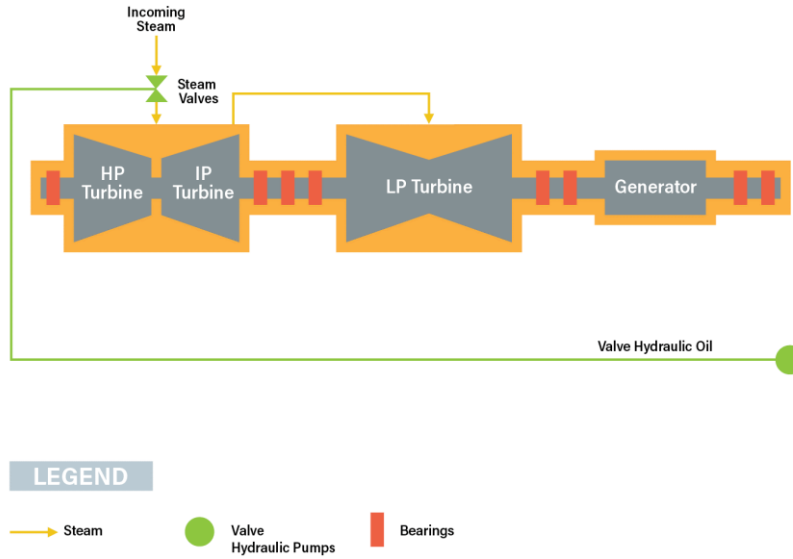 Incoming
Steam
Steam
Valves
HP
Turbine
IP
Turbine
LP Turbine
Generator
Valve Hydraulic Oil
LEGEND
Steam
Valve
Hydraulic Pumps
Bearings